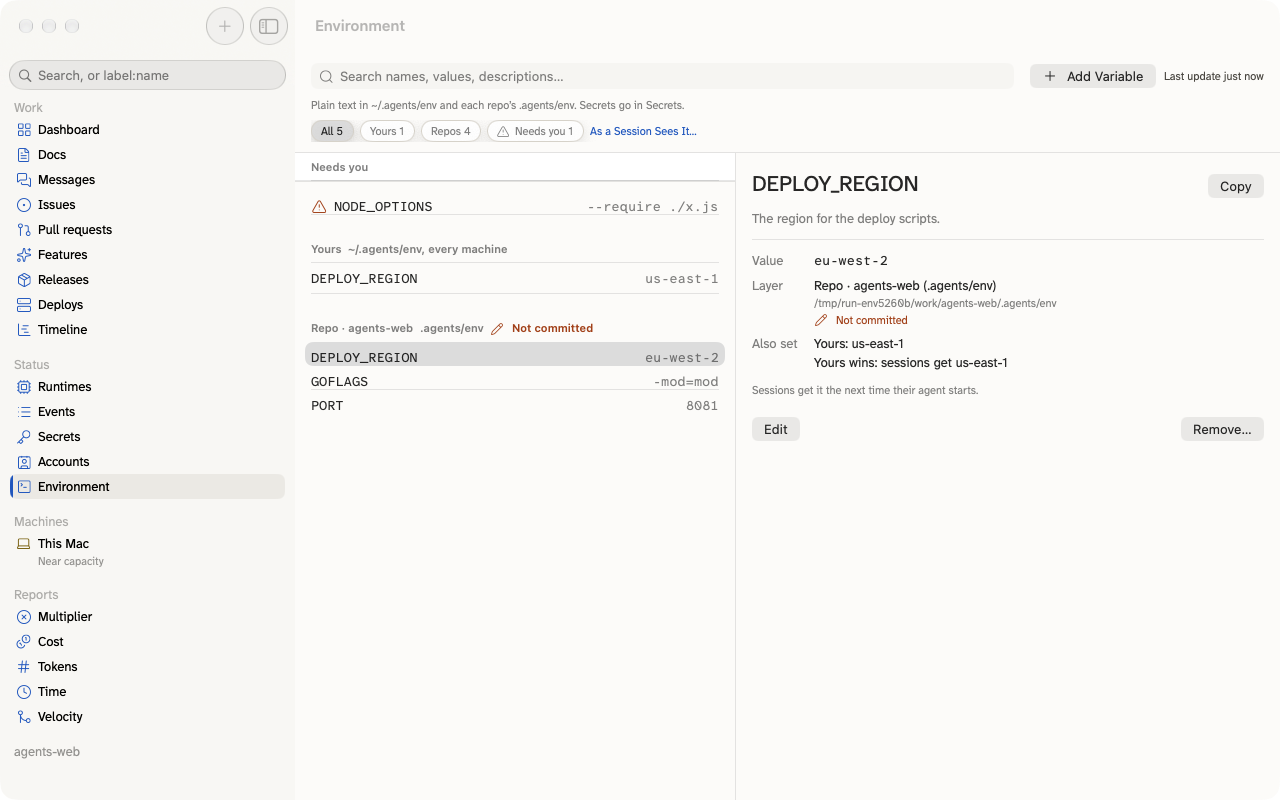 Environment
Search, or label:name
Work
Dashboard
Docs
Messages
Issues
Pull requests
Features
Releases
Deploys
Timeline
Status
Runtimes
Events
Secrets
Accounts
Environment
Machines
This Mac
Near capacity
Reports
Multiplier
Cost
Tokens
Time
Velocity
agents-web
Search names, values, descriptions...
Add Variable
Last update just now
Plain text in ~/.agents/env and each repo's .agents/env. Secrets go in Secrets.
All 5
Yours 1
Repos 4
Needs you 1
As a Session Sees It...
Needs you
NODE_OPTIONS --require ./x.js
Yours ~/.agents/env, every machine
DEPLOY_REGION us-east-1
Repo · agents-web .agents/env Not committed
DEPLOY_REGION eu-west-2
GOFLAGS -mod=mod
PORT 8081
DEPLOY_REGION
Copy
The region for the deploy scripts.
Value eu-west-2
Layer Repo · agents-web (.agents/env)
/tmp/run-env5260b/work/agents-web/.agents/env
Not committed
Also set Yours: us-east-1
Yours wins: sessions get us-east-1
Sessions get it the next time their agent starts.
Edit
Remove...